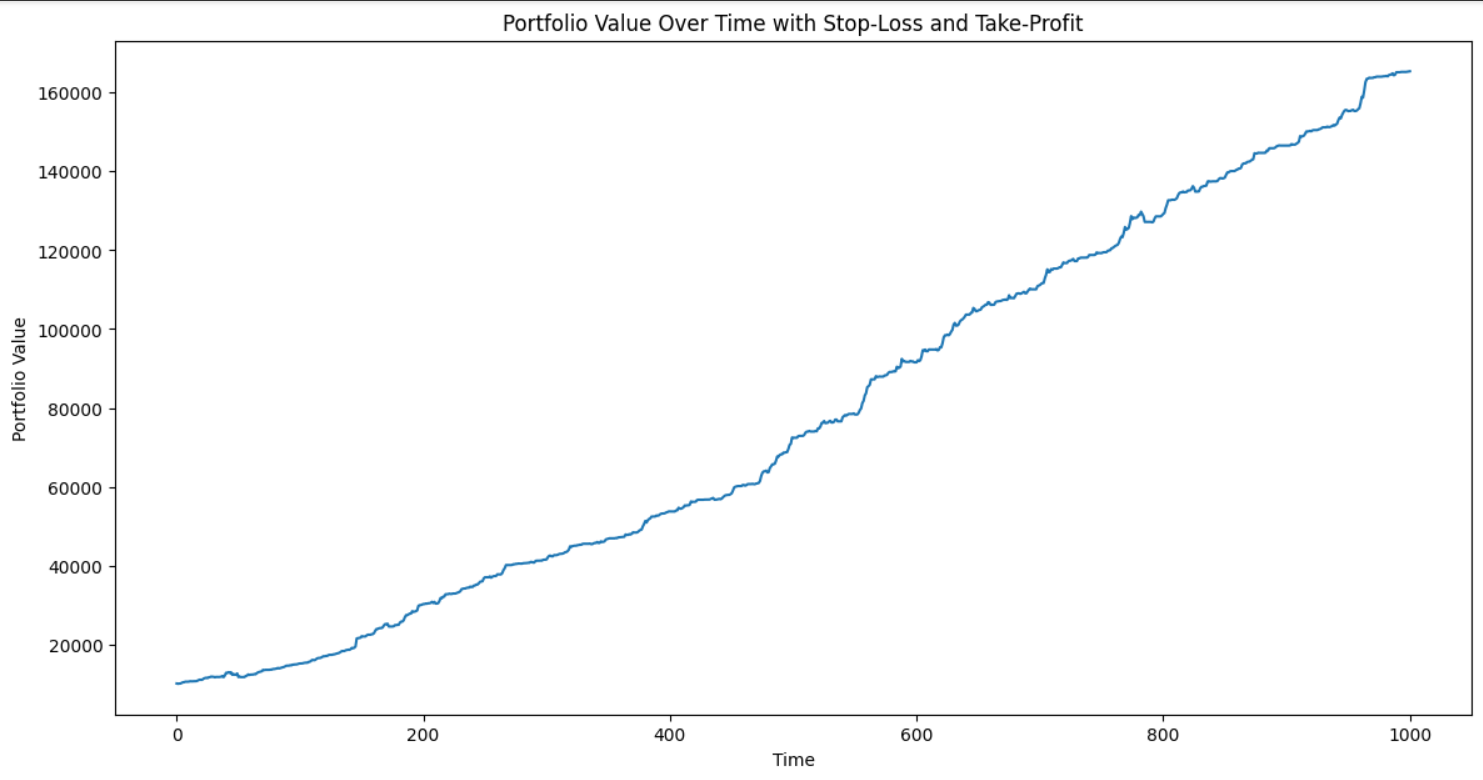 Portfolio Value Over Time with Stop-Loss and Take-Profit
160000
140000
120000
100000
80000
60000
40000
20000
Portfolio Value
0 200 400 600 800 1000
Time